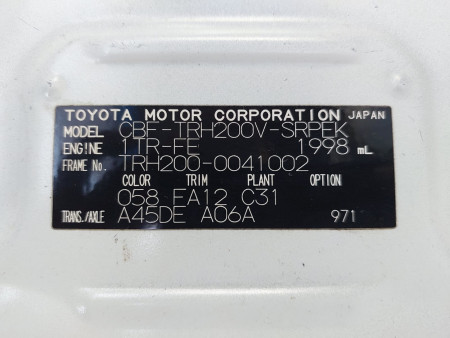 TOYOTA MOTOR CORPORATION JAPAN
MODEL CBF-TRH200V-SRPEK
ENGINE 1TR-FE 1998 mL
FRAME No. TRH200-0041002
COLOR TRIM PLANT OPTION
058 FA12 C31
TRANS./AXLE A45DE A06A 971